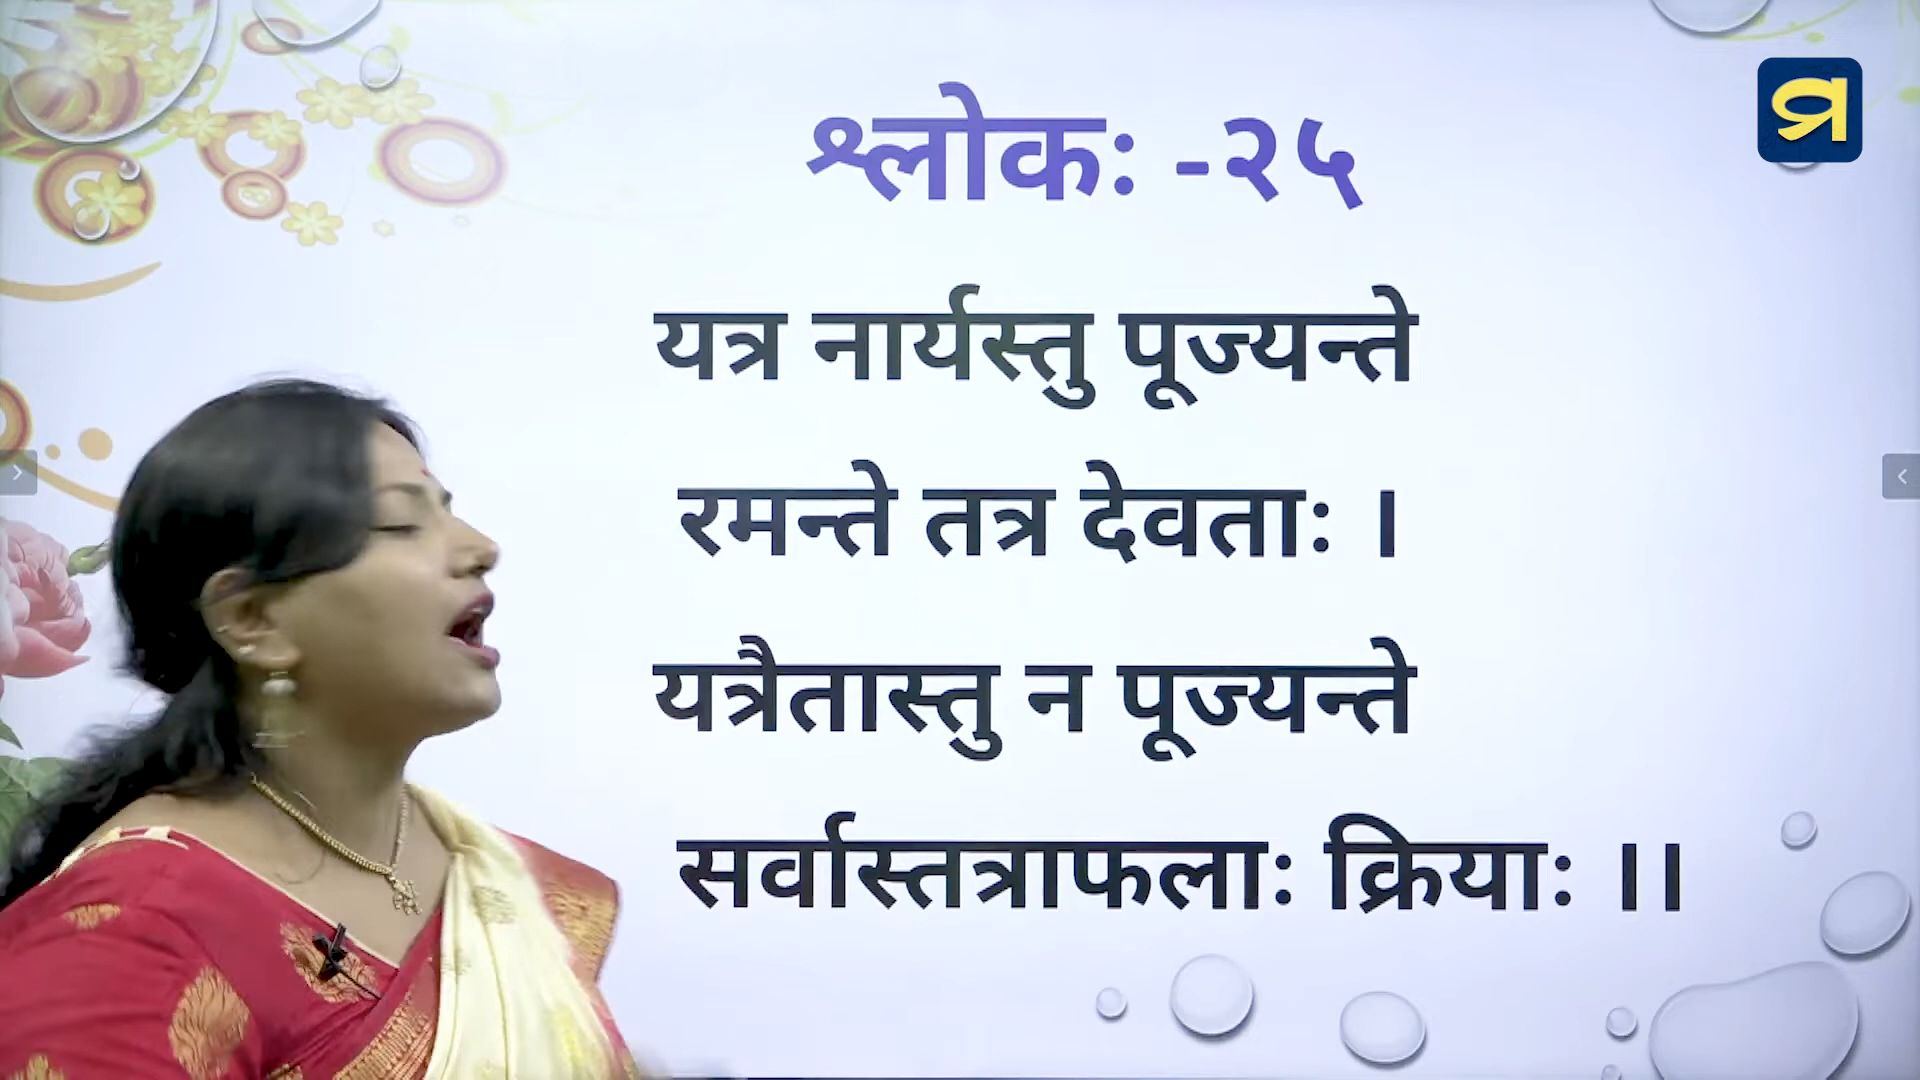 श्लोकः -२५
यत्र नार्यस्तु पूज्यन्ते
रमन्ते तत्र देवताः ।
यत्रैतास्तु न पूज्यन्ते
सर्वास्तत्राफलाः क्रियाः ।।